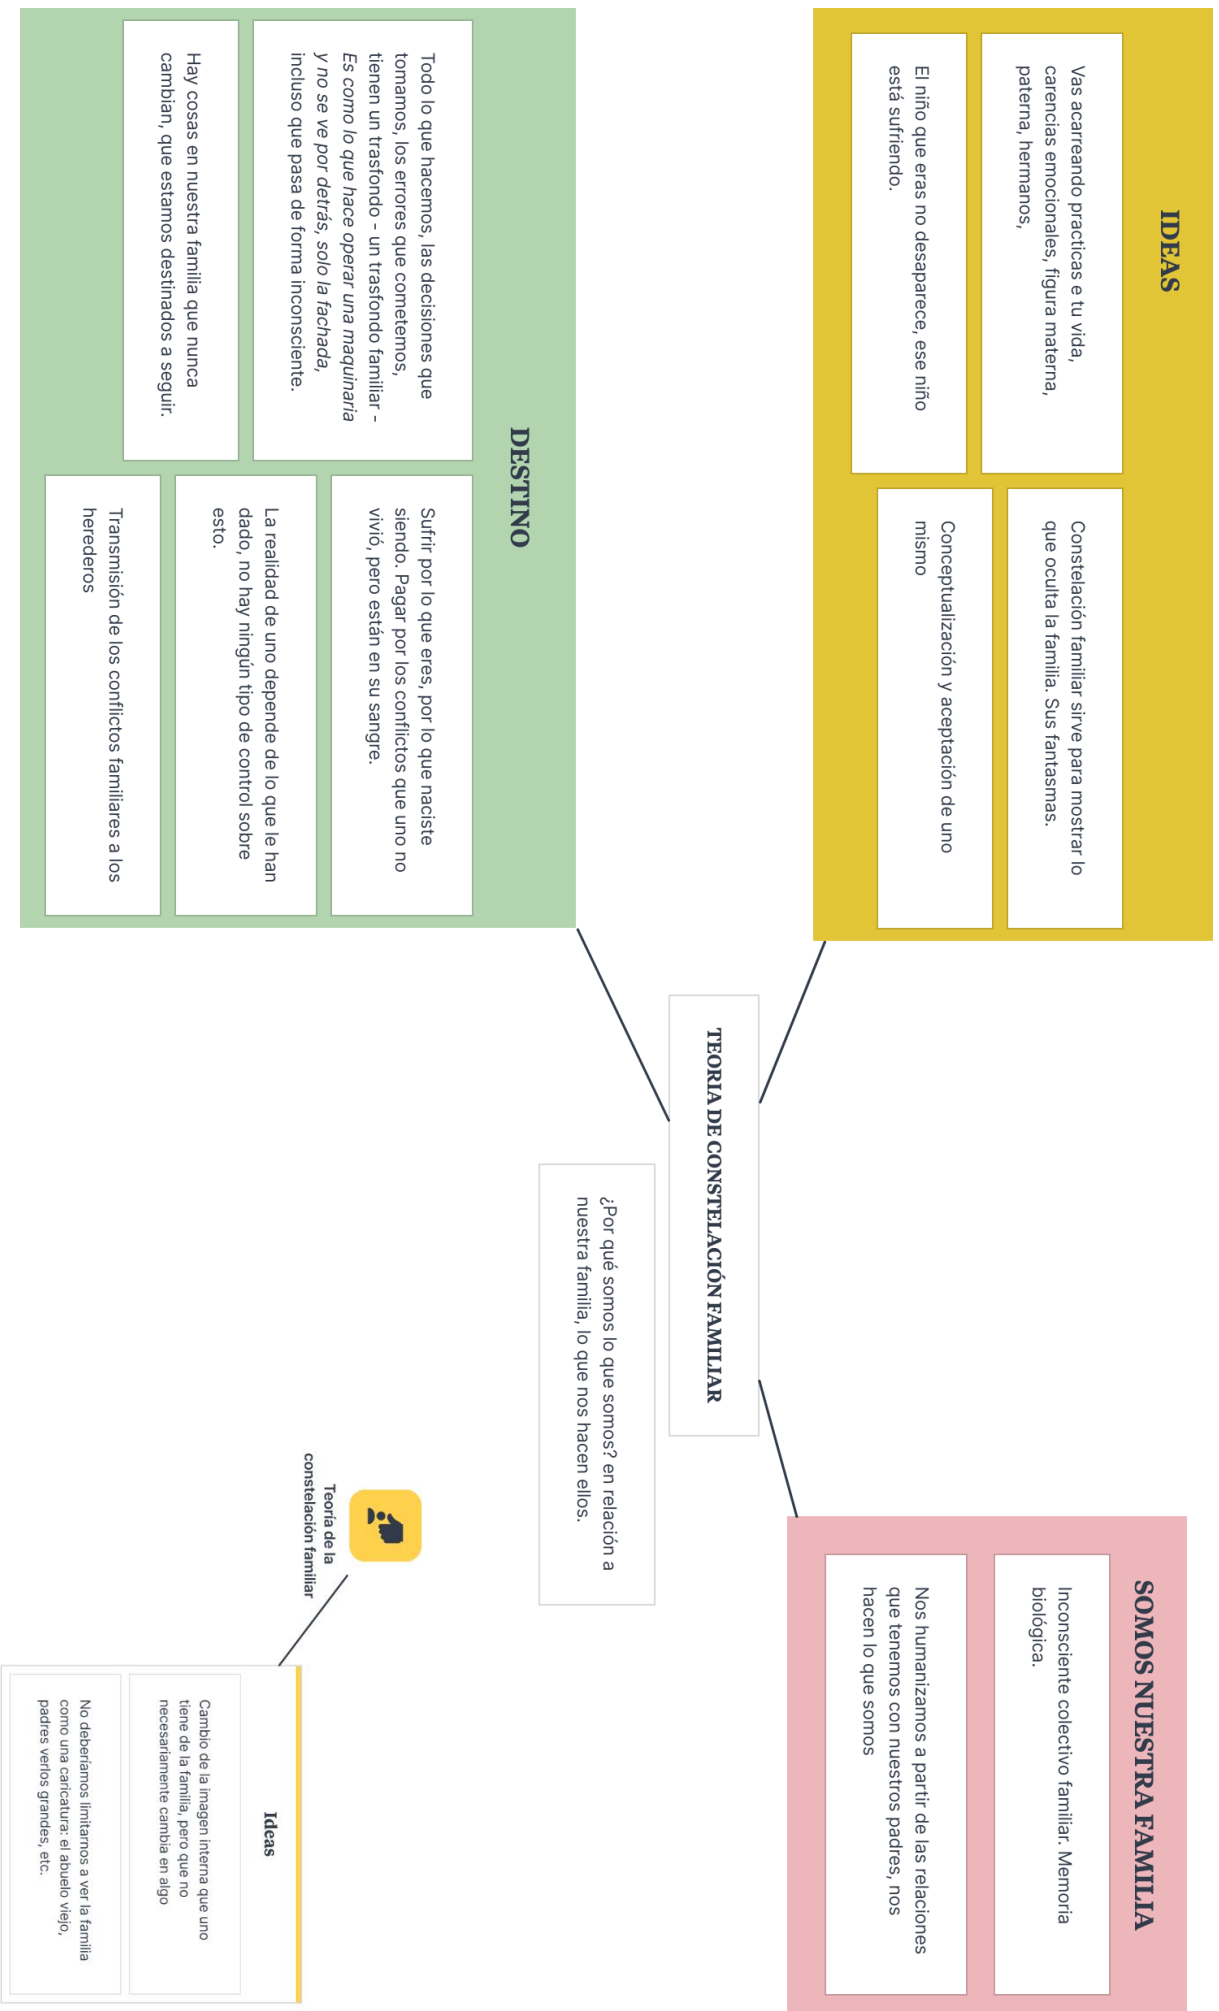 IDEAS
Vas acarreando practicas e tu vida,
carencias emocionales, figura materna,
paterna, hermanos,
El niño que eras no desaparece, ese niño
está sufriendo.
Constelación familiar sirve para mostrar lo
que oculta la familia. Sus fantasmas.
Conceptualización y aceptación de uno
mismo
SOMOS NUESTRA FAMILIA
Inconsciente colectivo familiar. Memoria
biológica.
Nos humanizamos a partir de las relaciones
que tenemos con nuestros padres, nos
hacen lo que somos
TEORIA DE CONSTELACIÓN FAMILIAR
¿Por qué somos lo que somos? en relación a
nuestra familia, lo que nos hacen ellos.
DESTINO
Todo lo que hacemos, las decisiones que
tomamos, los errores que cometemos,
tienen un trasfondo - un trasfondo familiar -
Es como lo que hace operar una maquinaria
y no se ve por detrás, solo la fachada,
incluso que pasa de forma inconsciente.
Hay cosas en nuestra familia que nunca
cambian, que estamos destinados a seguir.
Sufrir por lo que eres, por lo que naciste
siendo. Pagar por los conflictos que uno no
vivió, pero están en su sangre.
La realidad de uno depende de lo que le han
dado, no hay ningún tipo de control sobre
esto.
Transmisión de los conflictos familiares a los
herederos
Teoría de la
constelación familiar
Ideas
Cambio de la imagen interna que uno
tiene de la familia, pero que no
necesariamente cambia en algo
No deberíamos limitarnos a ver la familia
como una caricatura: el abuelo viejo,
padres verlos grandes, etc.